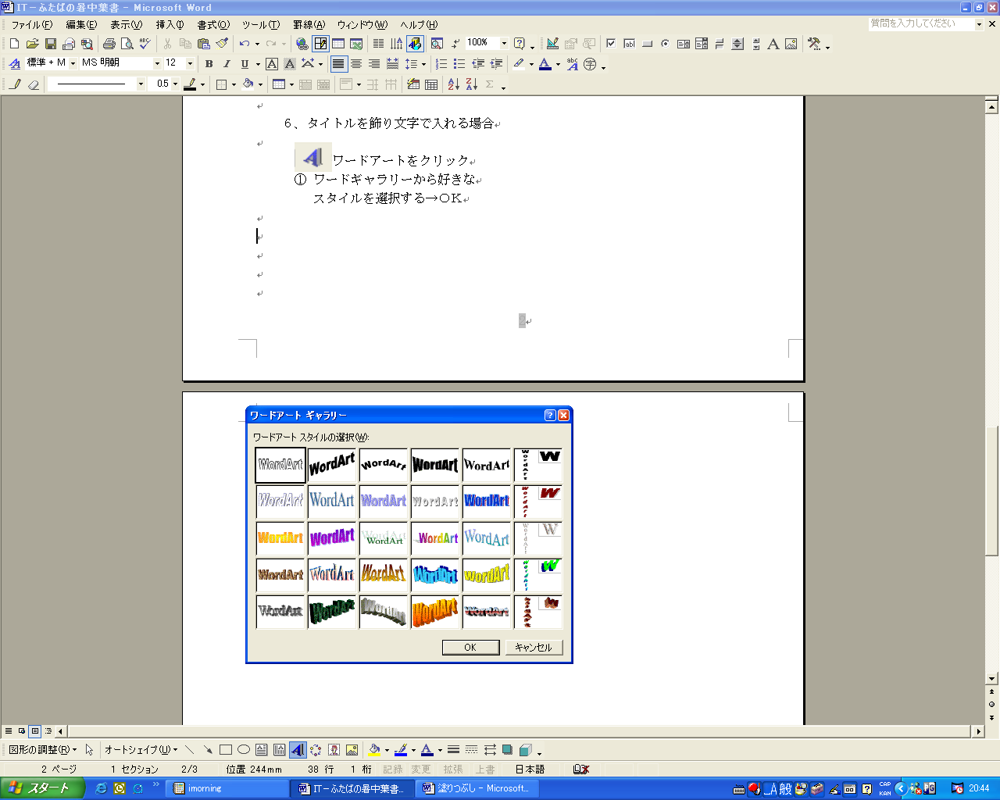 IT－ふたばの暑中葉書 - Microsoft Word
ファイル(F) 編集(E) 表示(V) 挿入(I) 書式(O) ツール(T) 罫線(A) ウィンドウ(W) ヘルプ(H) 質問を入力してください
100%
標準 + M MS 明朝 12 B I U A A
0.5
６、タイトルを飾り文字で入れる場合
ワードアートをクリック
① ワードギャラリーから好きな
スタイルを選択する→ＯＫ
2
ワードアート ギャラリー
ワードアート スタイルの選択(W):
WordArt WordArt WordArt WordArt WordArt WordArt W
WordArt WordArt WordArt WordArt WordArt WordArt W
WordArt WordArt WordArt WordArt WordArt WordArt W
WordArt WordArt WordArt WordArt WordArt WordArt W
WordArt WordArt WordArt WordArt WordArt WordArt W
OK キャンセル
図形の調整(R) オートシェイプ(U)
2 ページ 1 セクション 2/3 位置 244mm 38 行 1 桁 記録 変更 拡張 上書 日本語
スタート imorning IT－ふたばの暑中葉書... 塗りつぶし - Microsoft... A 般 CAP KAN 20:44